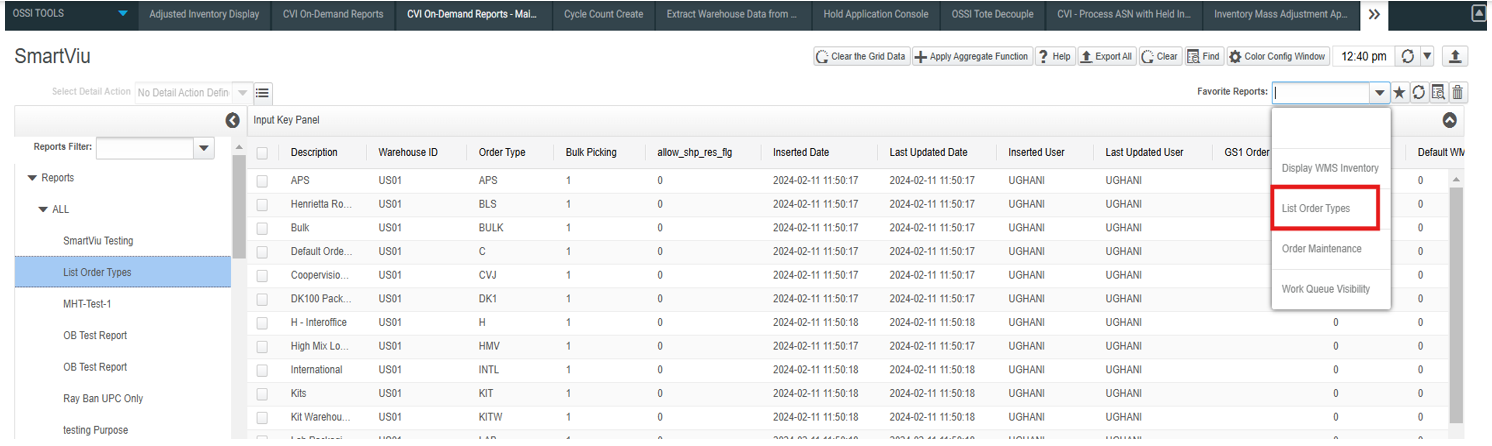 OSSI TOOLS Adjusted Inventory Display CVI On-Demand Reports CVI On-Demand Reports - Mai... Cycle Count Create Extract Warehouse Data from ... Hold Application Console OSSI Tote Decouple CVI - Process ASN with Held In... Inventory Mass Adjustment Ap...
SmartViu Clear the Grid Data Apply Aggregate Function ? Help Export All Clear Find Color Config Window 12:40 pm
Select Detail Action No Detail Action Defin Favorite Reports:
Input Key Panel
Reports Filter:
Description Warehouse ID Order Type Bulk Picking allow_shp_res_flg Inserted Date Last Updated Date Inserted User Last Updated User GS1 Order Default WM
Display WMS Inventory
List Order Types
Order Maintenance
Work Queue Visibility
Reports
ALL
SmartViu Testing
List Order Types
MHT-Test-1
OB Test Report
OB Test Report
Ray Ban UPC Only
testing Purpose
APS US01 APS 1 0 2024-02-11 11:50:17 2024-02-11 11:50:17 UGHANI UGHANI 0
Henrietta Ro... US01 BLS 1 0 2024-02-11 11:50:17 2024-02-11 11:50:17 UGHANI UGHANI 0
Bulk US01 BULK 1 0 2024-02-11 11:50:17 2024-02-11 11:50:17 UGHANI UGHANI 0
Default Orde... US01 C 1 0 2024-02-11 11:50:17 2024-02-11 11:50:17 UGHANI UGHANI 0
Coopervisio... US01 CVJ 1 0 2024-02-11 11:50:17 2024-02-11 11:50:17 UGHANI UGHANI 0
DK100 Pack... US01 DK1 1 0 2024-02-11 11:50:17 2024-02-11 11:50:17 UGHANI UGHANI 0
H - Interoffice US01 H 1 0 2024-02-11 11:50:18 2024-02-11 11:50:18 UGHANI UGHANI 0 0
High Mix Lo... US01 HMV 1 0 2024-02-11 11:50:18 2024-02-11 11:50:18 UGHANI UGHANI 0 0
International US01 INTL 1 0 2024-02-11 11:50:18 2024-02-11 11:50:18 UGHANI UGHANI 0 0
Kits US01 KIT 1 0 2024-02-11 11:50:18 2024-02-11 11:50:18 UGHANI UGHANI 0 0
Kit Warehou... US01 KITW 1 0 2024-02-11 11:50:18 2024-02-11 11:50:18 UGHANI UGHANI 0 0